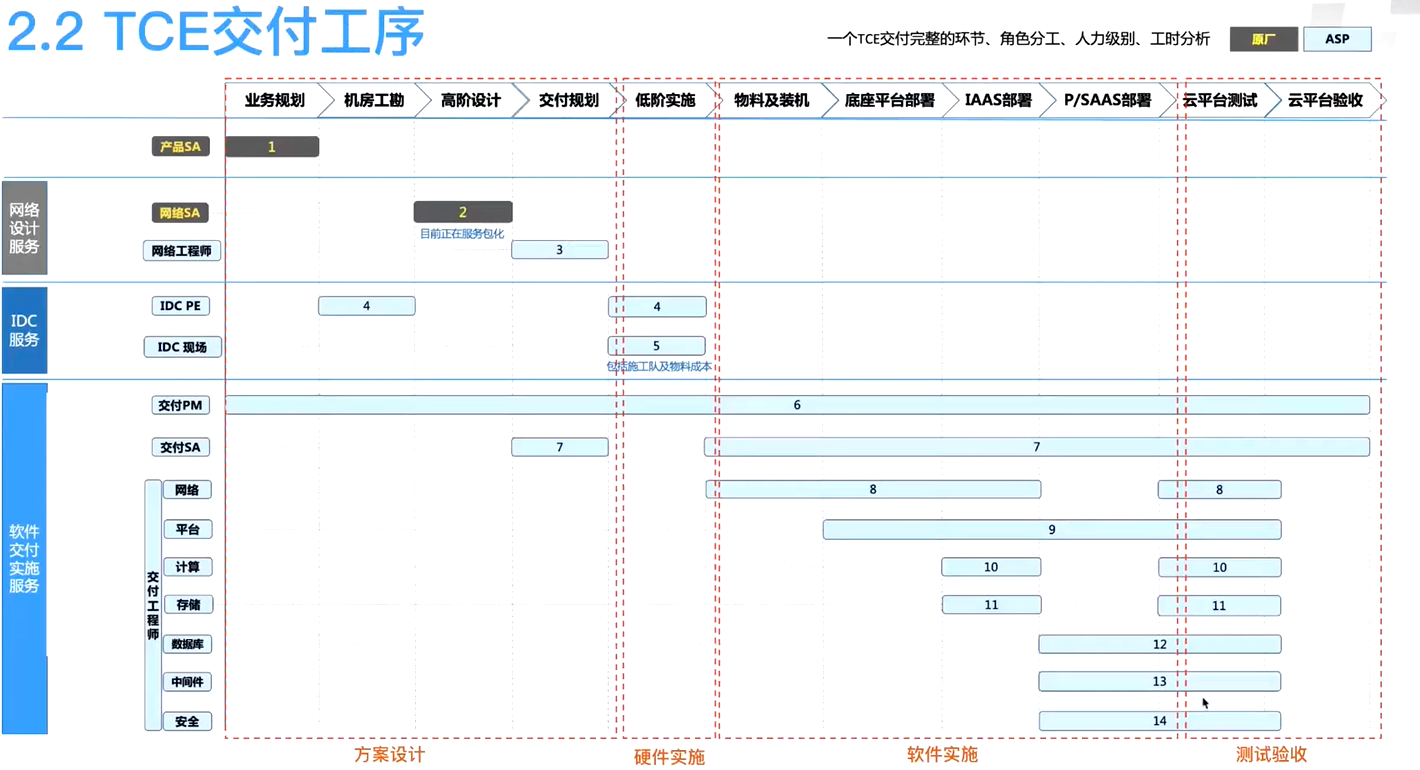 2.2 TCE交付工序
一个TCE交付完整的环节、角色分工、人力级别、工时分析
原厂
ASP
业务规划
机房工勘
高阶设计
交付规划
低阶实施
物料及装机
底座平台部署
IAAS部署
P/SAAS部署
云平台测试
云平台验收
产品SA
1
网络
设计
服务
网络SA
2
目前正在服务包化
网络工程师
3
IDC
服务
IDC PE
4
4
IDC 现场
5
包括施工队及物料成本
软件
交付
实施
服务
交付PM
6
交付SA
7
7
交付工程师
网络
8
8
平台
9
计算
10
10
存储
11
11
数据库
12
中间件
13
安全
14
方案设计
硬件实施
软件实施
测试验收